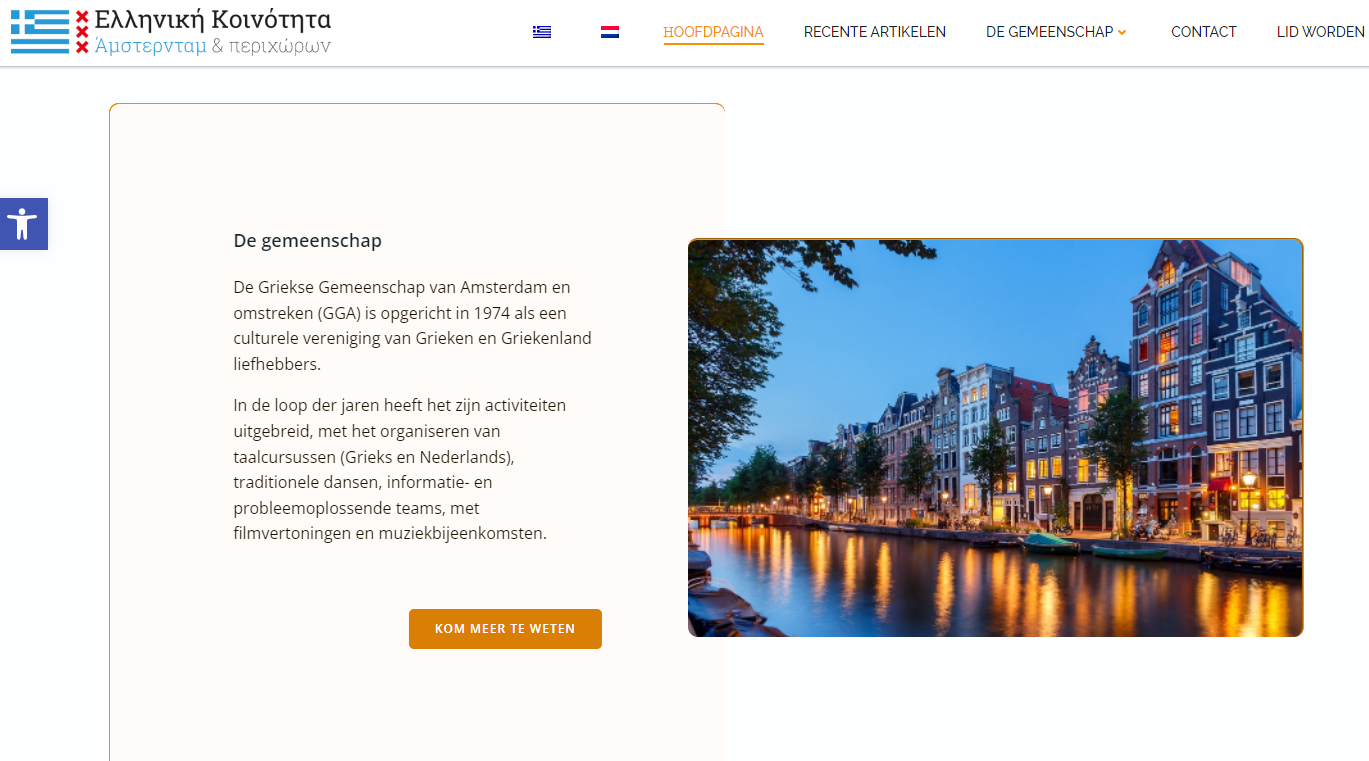 Ελληνική Κοινότητα
Άμστερνταμ & περιχώρων
HOOFDPAGINA
RECENTE ARTIKELEN
DE GEMEENSCHAP
CONTACT
LID WORDEN
De gemeenschap
De Griekse Gemeenschap van Amsterdam en
omstreken (GGA) is opgericht in 1974 als een
culturele vereniging van Grieken en Griekenland
liefhebbers.
In de loop der jaren heeft het zijn activiteiten
uitgebreid, met het organiseren van
taalcursussen (Grieks en Nederlands),
traditionele dansen, informatie- en
probleemoplossende teams, met
filmvertoningen en muziekbijeenkomsten.
KOM MEER TE WETEN